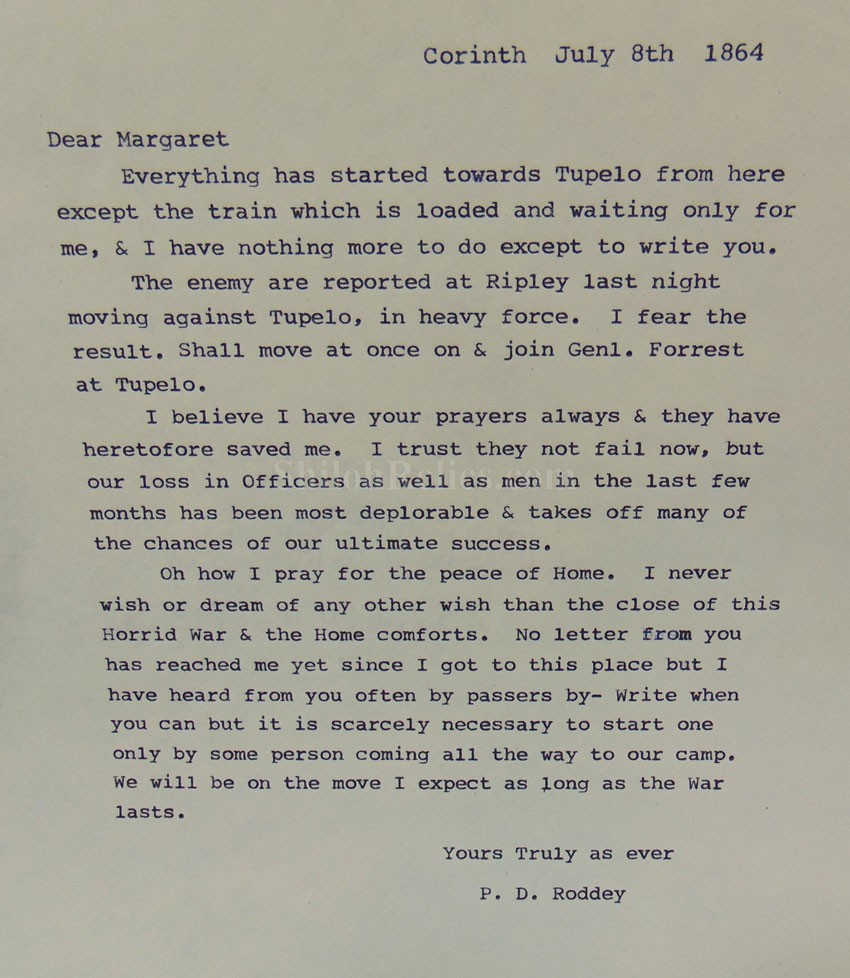 Corinth July 8th 1864
Dear Margaret
Everything has started towards Tupelo from here
except the train which is loaded and waiting only for
me, & I have nothing more to do except to write you.
The enemy are reported at Ripley last night
moving against Tupelo, in heavy force. I fear the
result. Shall move at once on & join Genl. Forrest
at Tupelo.
I believe I have your prayers always & they have
heretofore saved me. I trust they not fail now, but
our loss in Officers as well as men in the last few
ShilohRelics.com
months has been most deplorable & takes off many of
the chances of our ultimate success.
Oh how I pray for the peace of Home. I never
wish or dream of any other wish than the close of this
Horrid War & the Home comforts. No letter from you
has reached me yet since I got to this place but I
have heard from you often by passers by- Write when
you can but it is scarcely necessary to start one
only by some person coming all the way to our camp.
We will be on the move I expect as long as the War
lasts.
Yours Truly as ever
P. D. Roddey